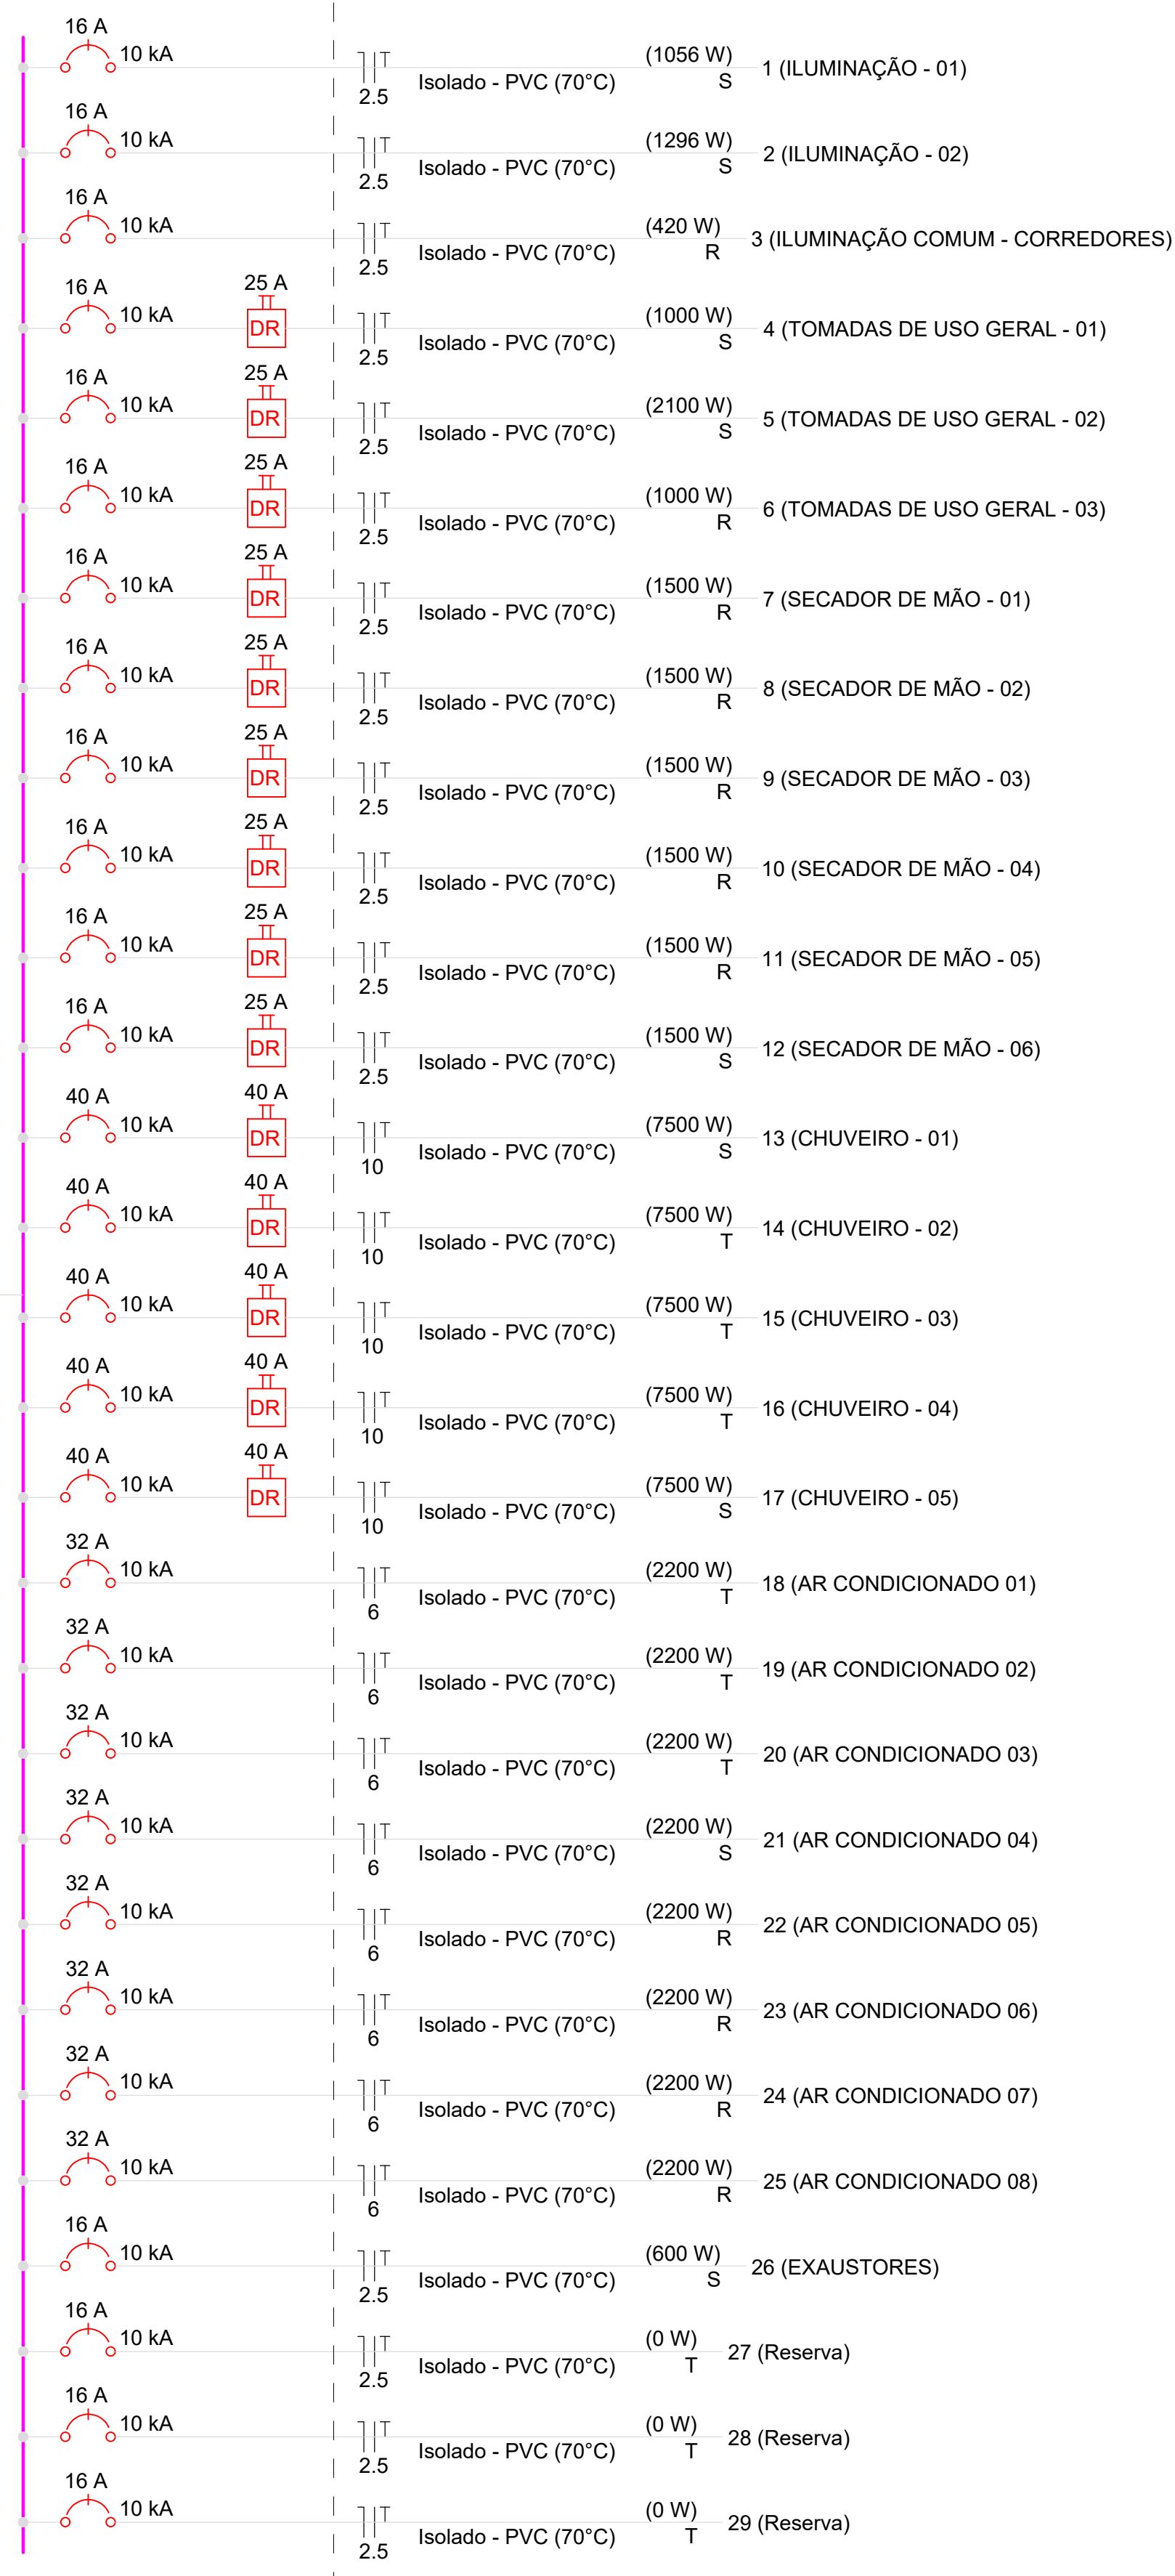 16 A
10 kA (1056 W)
1 (ILUMINAÇÃO - 01)
2.5 Isolado - PVC (70°C) S
16 A
10 kA (1296 W)
2 (ILUMINAÇÃO - 02)
2.5 Isolado - PVC (70°C) S
16 A
10 kA (420 W)
3 (ILUMINAÇÃO COMUM - CORREDORES)
2.5 Isolado - PVC (70°C) R
16 A 25 A
10 kA DR (1000 W)
4 (TOMADAS DE USO GERAL - 01)
2.5 Isolado - PVC (70°C) S
16 A 25 A
10 kA DR (2100 W)
5 (TOMADAS DE USO GERAL - 02)
2.5 Isolado - PVC (70°C) S
16 A 25 A
10 kA DR (1000 W)
6 (TOMADAS DE USO GERAL - 03)
2.5 Isolado - PVC (70°C) R
16 A 25 A
10 kA DR (1500 W)
7 (SECADOR DE MÃO - 01)
2.5 Isolado - PVC (70°C) R
16 A 25 A
10 kA DR (1500 W)
8 (SECADOR DE MÃO - 02)
2.5 Isolado - PVC (70°C) R
16 A 25 A
10 kA DR (1500 W)
9 (SECADOR DE MÃO - 03)
2.5 Isolado - PVC (70°C) R
16 A 25 A
10 kA DR (1500 W)
10 (SECADOR DE MÃO - 04)
2.5 Isolado - PVC (70°C) R
16 A 25 A
10 kA DR (1500 W)
11 (SECADOR DE MÃO - 05)
2.5 Isolado - PVC (70°C) R
16 A 25 A
10 kA DR (1500 W)
12 (SECADOR DE MÃO - 06)
2.5 Isolado - PVC (70°C) S
40 A 40 A
10 kA DR (7500 W)
13 (CHUVEIRO - 01)
10 Isolado - PVC (70°C) S
40 A 40 A
10 kA DR (7500 W)
14 (CHUVEIRO - 02)
10 Isolado - PVC (70°C) T
40 A 40 A
10 kA DR (7500 W)
15 (CHUVEIRO - 03)
10 Isolado - PVC (70°C) T
40 A 40 A
10 kA DR (7500 W)
16 (CHUVEIRO - 04)
10 Isolado - PVC (70°C) T
40 A 40 A
10 kA DR (7500 W)
17 (CHUVEIRO - 05)
10 Isolado - PVC (70°C) S
32 A
10 kA (2200 W)
18 (AR CONDICIONADO 01)
6 Isolado - PVC (70°C) T
32 A
10 kA (2200 W)
19 (AR CONDICIONADO 02)
6 Isolado - PVC (70°C) T
32 A
10 kA (2200 W)
20 (AR CONDICIONADO 03)
6 Isolado - PVC (70°C) T
32 A
10 kA (2200 W)
21 (AR CONDICIONADO 04)
6 Isolado - PVC (70°C) S
32 A
10 kA (2200 W)
22 (AR CONDICIONADO 05)
6 Isolado - PVC (70°C) R
32 A
10 kA (2200 W)
23 (AR CONDICIONADO 06)
6 Isolado - PVC (70°C) R
32 A
10 kA (2200 W)
24 (AR CONDICIONADO 07)
6 Isolado - PVC (70°C) R
32 A
10 kA (2200 W)
25 (AR CONDICIONADO 08)
6 Isolado - PVC (70°C) R
16 A
10 kA (600 W)
26 (EXAUSTORES)
2.5 Isolado - PVC (70°C) S
16 A
10 kA (0 W)
27 (Reserva)
2.5 Isolado - PVC (70°C) T
16 A
10 kA (0 W)
28 (Reserva)
2.5 Isolado - PVC (70°C) T
16 A
10 kA (0 W)
29 (Reserva)
2.5 Isolado - PVC (70°C) T